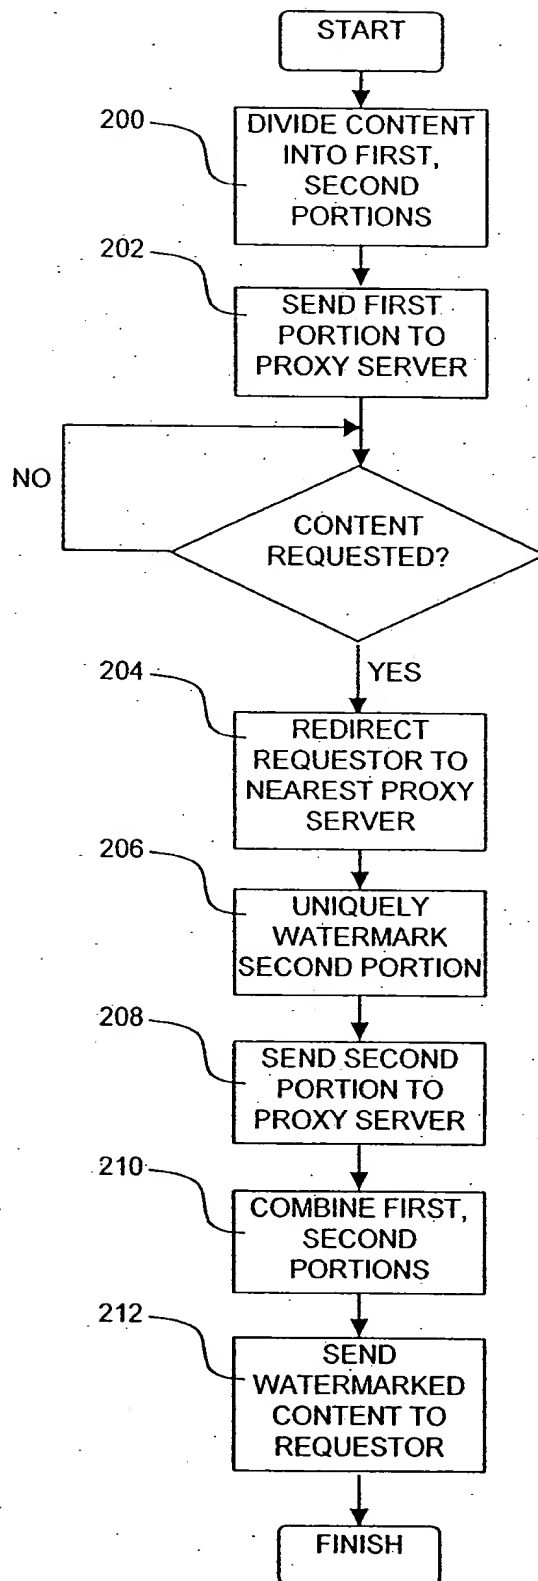 START
200
DIVIDE CONTENT
INTO FIRST,
SECOND
PORTIONS
202
SEND FIRST
PORTION TO
PROXY SERVER
NO
CONTENT
REQUESTED?
YES
204
REDIRECT
REQUESTOR TO
NEAREST PROXY
SERVER
206
UNIQUELY
WATERMARK
SECOND PORTION
208
SEND SECOND
PORTION TO
PROXY SERVER
210
COMBINE FIRST,
SECOND
PORTIONS
212
SEND
WATERMARKED
CONTENT TO
REQUESTOR
FINISH